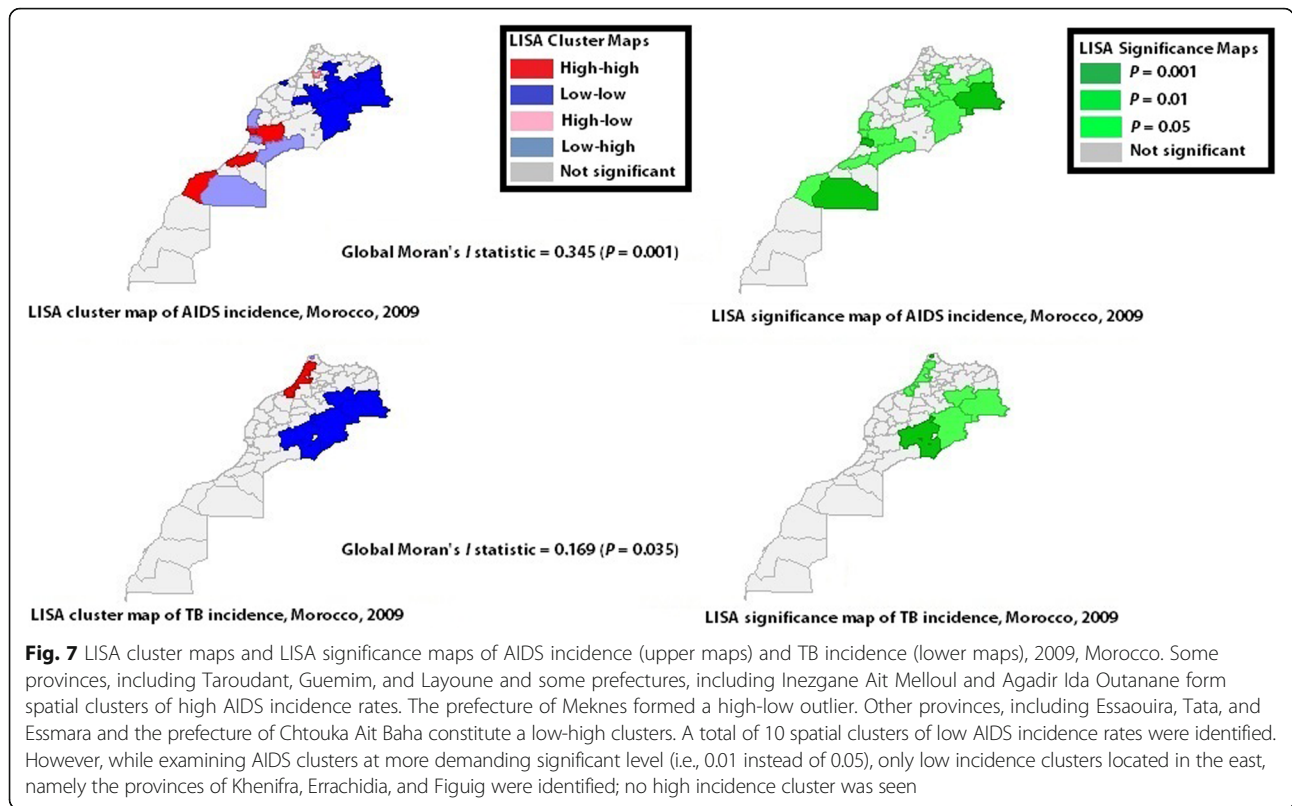 LISA Cluster Maps
High-high
Low-low
High-low
Low-high
Not significant
LISA Significance Maps
P = 0.001
P = 0.01
P = 0.05
Not significant
Global Moran's I statistic = 0.345 (P = 0.001)
LISA cluster map of AIDS incidence, Morocco, 2009
LISA significance map of AIDS incidence, Morocco, 2009
Global Moran's I statistic = 0.169 (P = 0.035)
LISA cluster map of TB incidence, Morocco, 2009
LISA significance map of TB incidence, Morocco, 2009
Fig. 7 LISA cluster maps and LISA significance maps of AIDS incidence (upper maps) and TB incidence (lower maps), 2009, Morocco. Some
provinces, including Taroudant, Guemim, and Layoune and some prefectures, including Inezgane Ait Melloul and Agadir Ida Outanane form
spatial clusters of high AIDS incidence rates. The prefecture of Meknes formed a high-low outlier. Other provinces, including Essaouira, Tata, and
Essmara and the prefecture of Chtouka Ait Baha constitute a low-high clusters. A total of 10 spatial clusters of low AIDS incidence rates were identified.
However, while examining AIDS clusters at more demanding significant level (i.e., 0.01 instead of 0.05), only low incidence clusters located in the east,
namely the provinces of Khenifra, Errachidia, and Figuig were identified; no high incidence cluster was seen